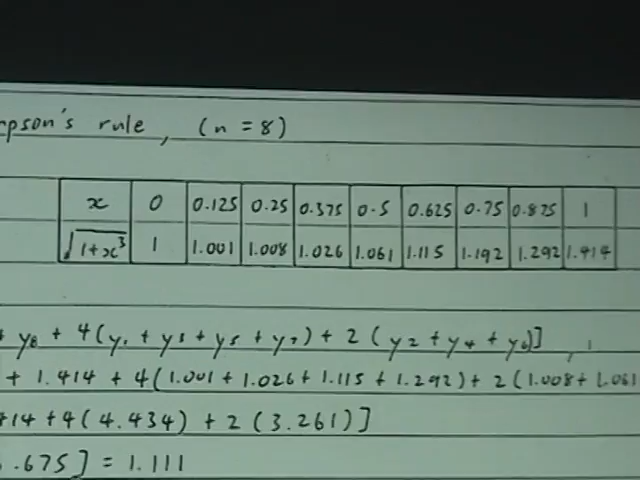 mpson's rule, (n = 8)
x 0 0.125 0.25 0.375 0.5 0.625 0.75 0.875 1
√1+x³ 1 1.001 1.008 1.026 1.061 1.115 1.192 1.292 1.414
+ y₈ + 4(y₁ + y₃ + y₅ + y₇) + 2 (y₂ + y₄ + y₆)],
+ 1.414 + 4(1.001 + 1.026 + 1.115 + 1.292) + 2(1.008 + 1.061
+14 + 4(4.434) + 2(3.261)]
.675] = 1.111